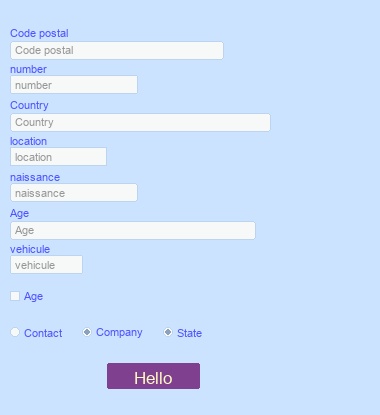 Code postal
Code postal
number
number
Country
Country
location
location
naissance
naissance
Age
Age
vehicule
vehicule
Age
Contact Company State
Hello